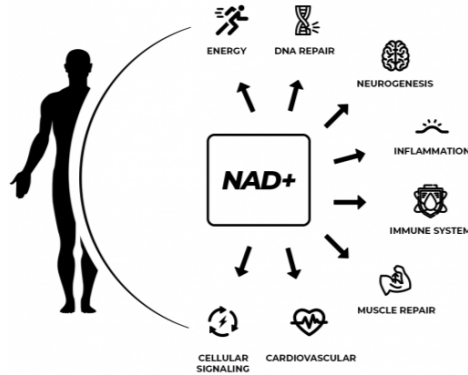 ENERGY
DNA REPAIR
NEUROGENESIS
INFLAMMATION
NAD+
IMMUNE SYSTEM
MUSCLE REPAIR
CELLULAR
SIGNALING
CARDIOVASCULAR